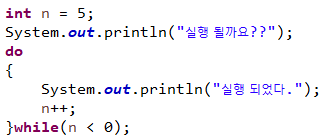 int n = 5;
System.out.println("실행 될까요??");
do
{
    System.out.println("실행 되었다.");
    n++;
}while(n < 0);